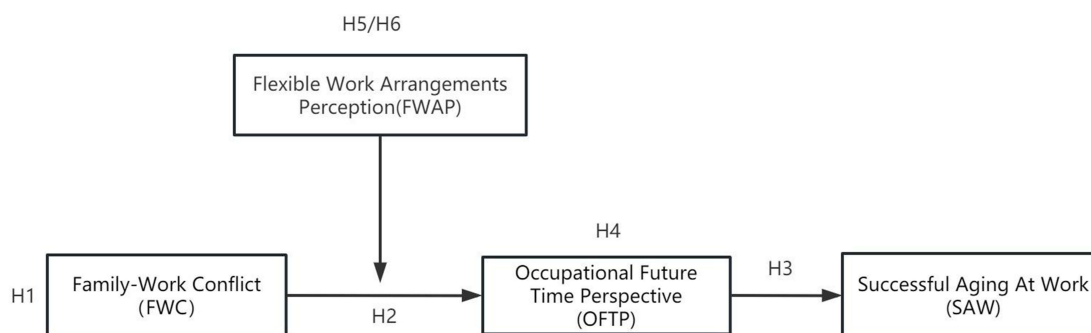 H5/H6
Flexible Work Arrangements
Perception(FWAP)
H4
H1
Family-Work Conflict
(FWC)
H2
Occupational Future
Time Perspective
(OFTP)
H3
Successful Aging At Work
(SAW)